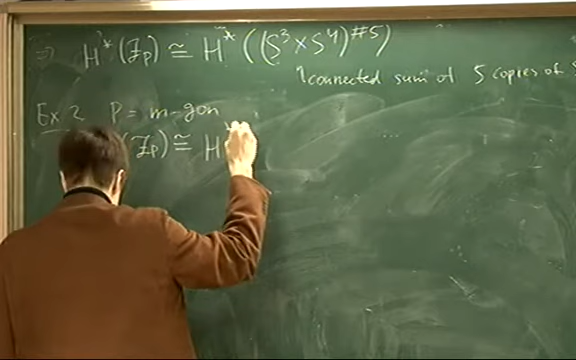 ⇒ H*(Z_P) ≅ H*((S³×S⁴)^#5)
connected sum of 5 copies of S
Ex 2 P = m-gon
(Z_P) ≅ H